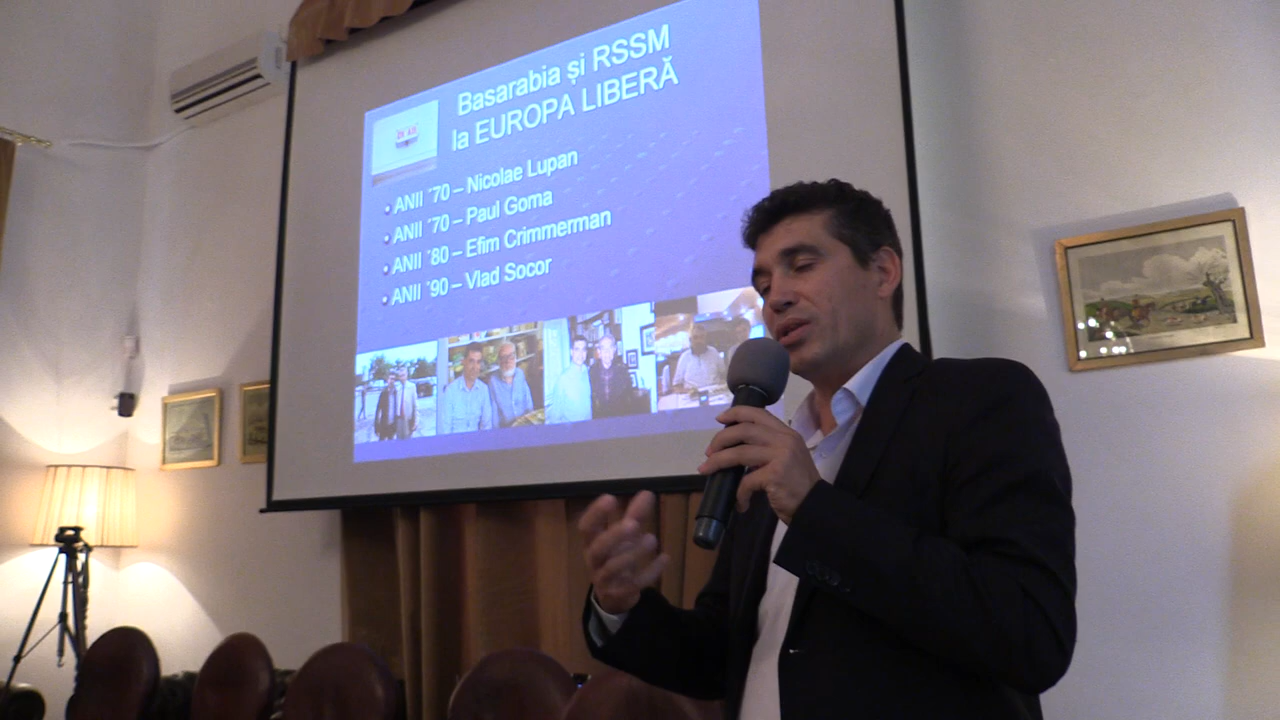 Basarabia și RSSM
la EUROPA LIBERĂ
• ANII '70 – Nicolae Lupan
• ANII '70 – Paul Goma
• ANII '80 – Efim Crimmerman
• ANII '90 – Vlad Socor